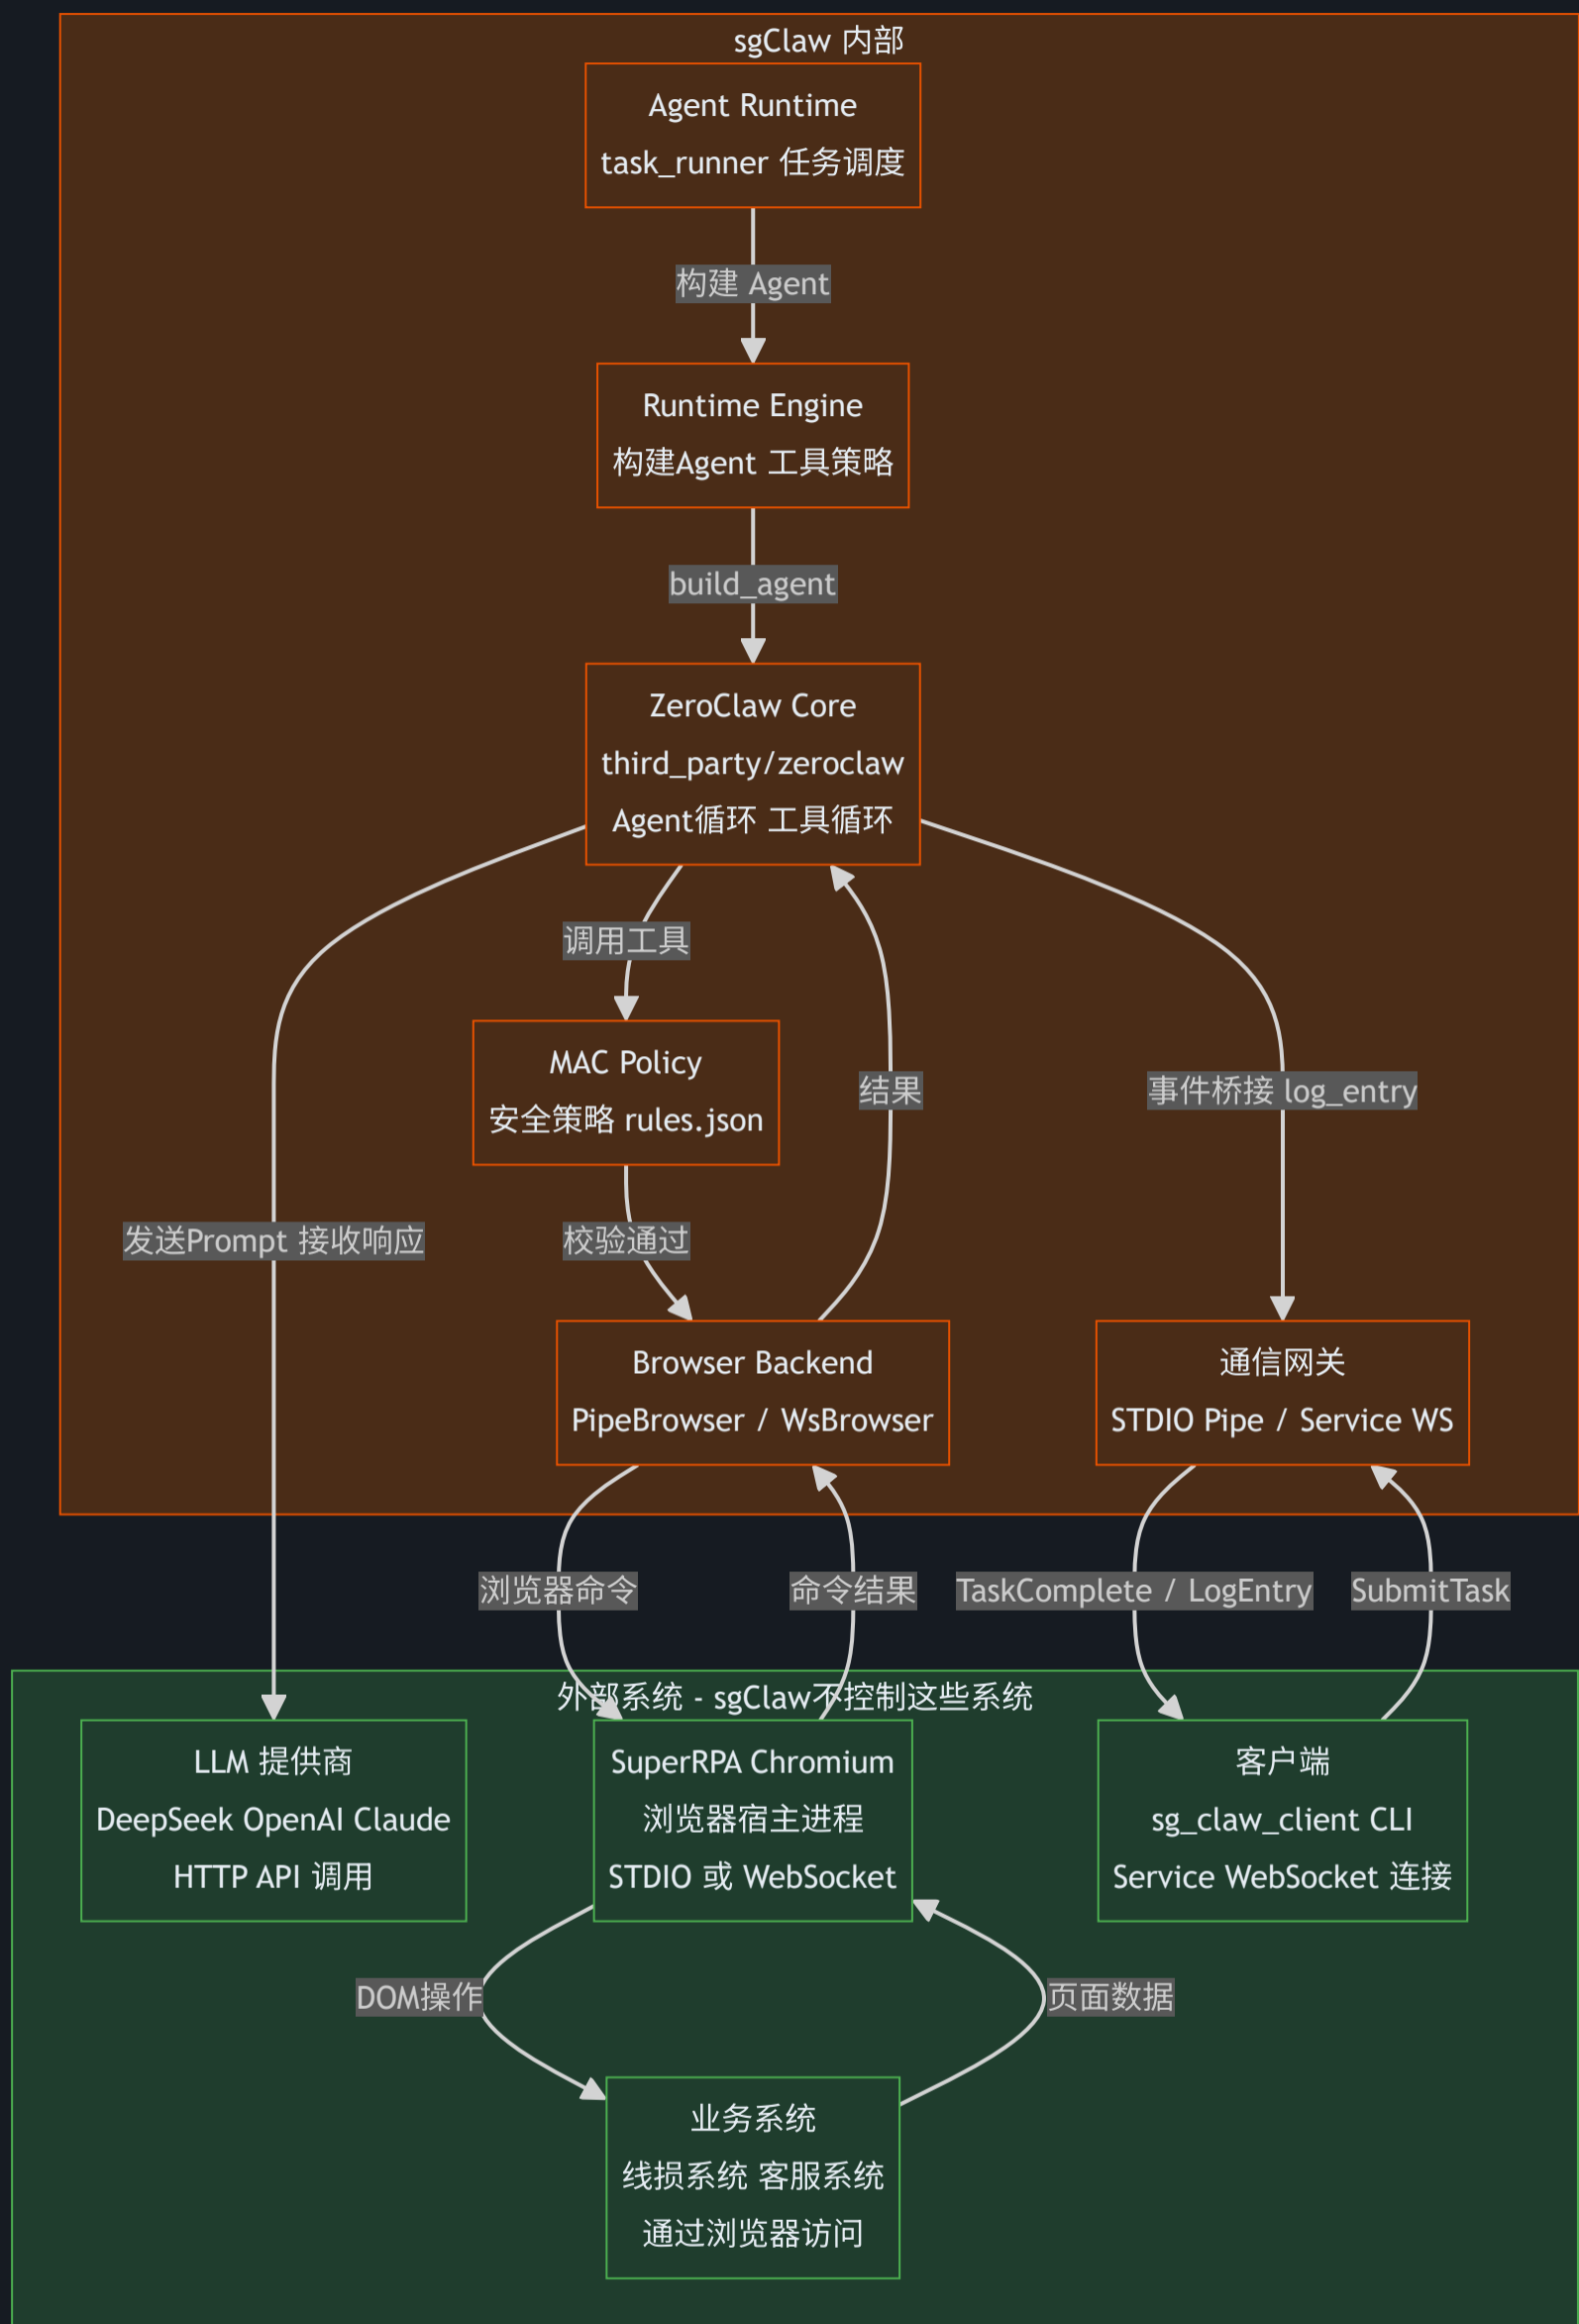 sgClaw 内部
Agent Runtime
task_runner 任务调度
构建 Agent
Runtime Engine
构建Agent 工具策略
build_agent
ZeroClaw Core
third_party/zeroclaw
Agent循环 工具循环
调用工具
MAC Policy
安全策略 rules.json
结果
事件桥接 log_entry
发送Prompt 接收响应
校验通过
Browser Backend
PipeBrowser / WsBrowser
通信网关
STDIO Pipe / Service WS
浏览器命令
命令结果
TaskComplete / LogEntry
SubmitTask
外部系统 - sgClaw不控制这些系统
LLM 提供商
DeepSeek OpenAI Claude
HTTP API 调用
SuperRPA Chromium
浏览器宿主进程
STDIO 或 WebSocket
客户端
sg_claw_client CLI
Service WebSocket 连接
DOM操作
页面数据
业务系统
线损系统 客服系统
通过浏览器访问